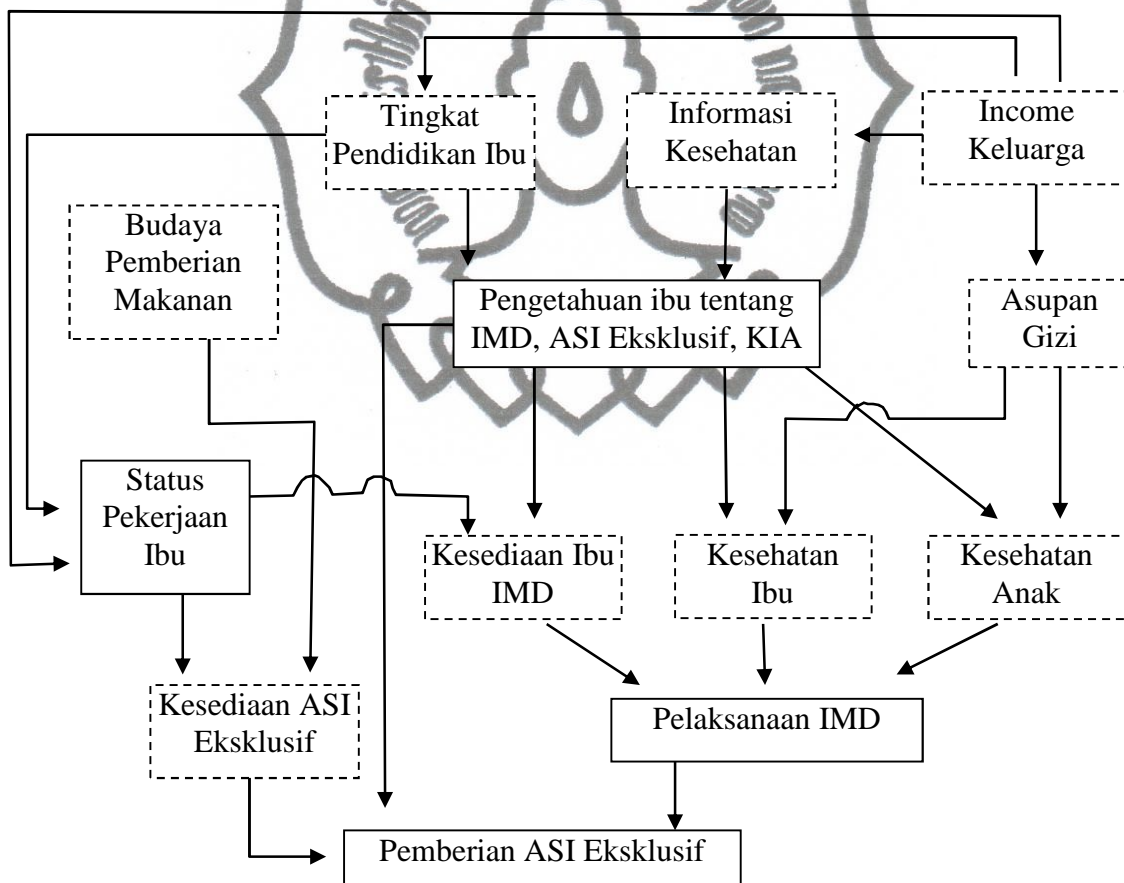 Tingkat
Pendidikan Ibu
Informasi
Kesehatan
Income
Keluarga
Budaya
Pemberian
Makanan
Pengetahuan ibu tentang
IMD, ASI Eksklusif, KIA
Asupan
Gizi
Status
Pekerjaan
Ibu
Kesediaan Ibu
IMD
Kesehatan
Ibu
Kesehatan
Anak
Kesediaan ASI
Eksklusif
Pelaksanaan IMD
Pemberian ASI Eksklusif